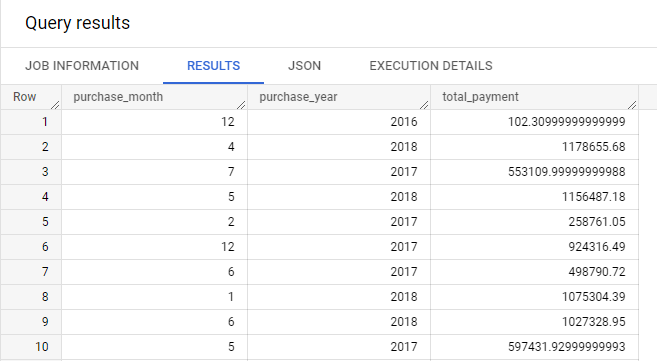 Query results
JOB INFORMATION RESULTS JSON EXECUTION DETAILS
Row purchase_month purchase_year total_payment
1 12 2016 102.30999999999999
2 4 2018 1178655.68
3 7 2017 553109.99999999988
4 5 2018 1156487.18
5 2 2017 258761.05
6 12 2017 924316.49
7 6 2017 498790.72
8 1 2018 1075304.39
9 6 2018 1027328.95
10 5 2017 597431.92999999993